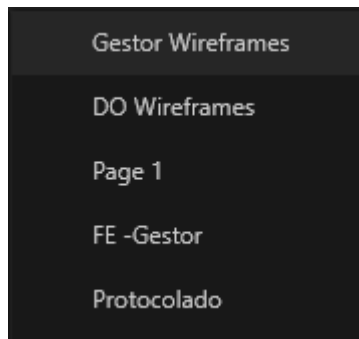 Gestor Wireframes
DO Wireframes
Page 1
FE -Gestor
Protocolado